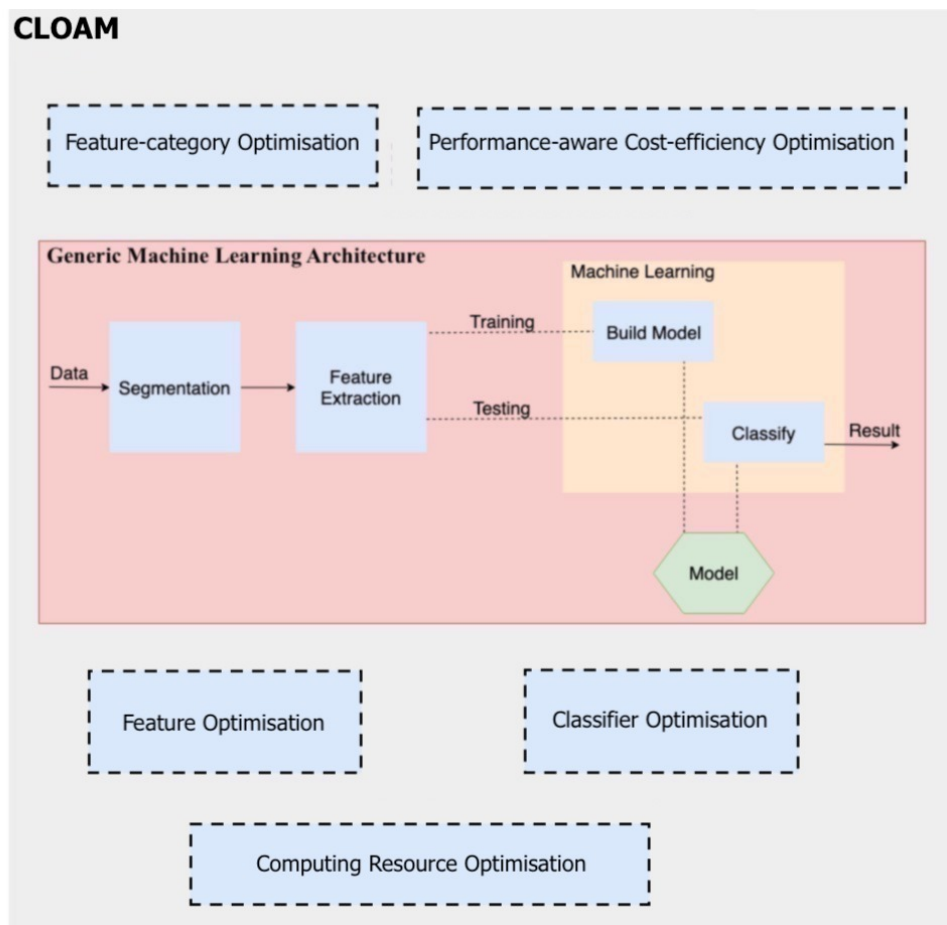 CLOAM
Feature-category Optimisation
Performance-aware Cost-efficiency Optimisation
Generic Machine Learning Architecture
Machine Learning
Training
Build Model
Data
Segmentation
Feature
Extraction
Testing
Classify
Result
Model
Feature Optimisation
Classifier Optimisation
Computing Resource Optimisation